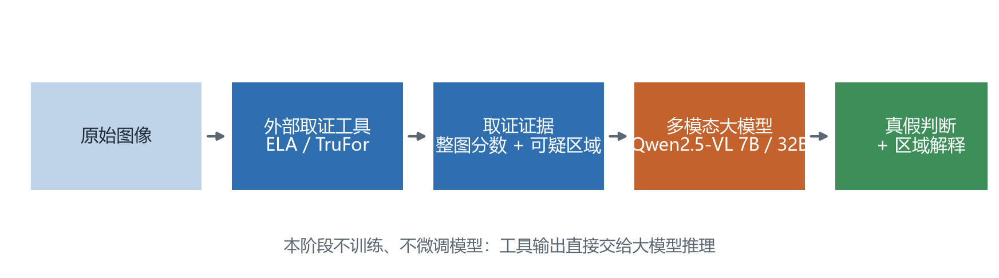 原始图像
外部取证工具
ELA / TruFor
取证证据
整图分数 + 可疑区域
多模态大模型
Qwen2.5-VL 7B / 32B
真假判断
+ 区域解释
本阶段不训练、不微调模型：工具输出直接交给大模型推理